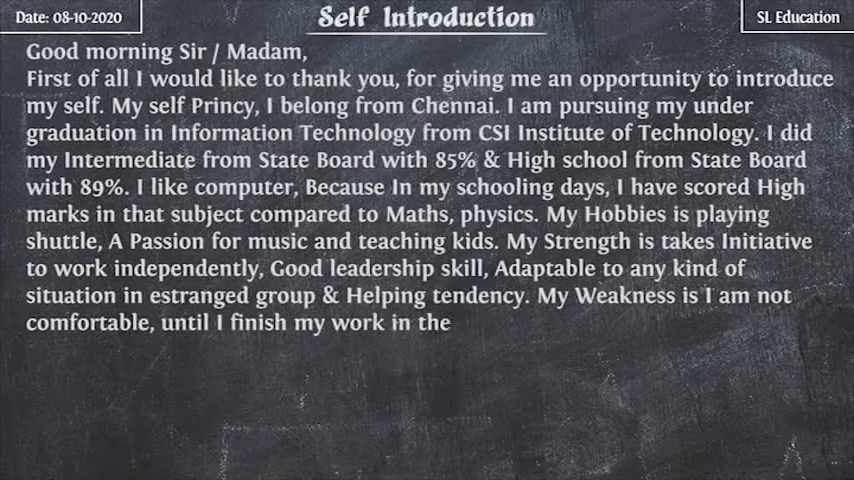 Date: 08-10-2020
Self Introduction
SL Education
Good morning Sir / Madam,
First of all I would like to thank you, for giving me an opportunity to introduce
my self. My self Princy, I belong from Chennai. I am pursuing my under
graduation in Information Technology from CSI Institute of Technology. I did
my Intermediate from State Board with 85% & High school from State Board
with 89%. I like computer, Because In my schooling days, I have scored High
marks in that subject compared to Maths, physics. My Hobbies is playing
shuttle, A Passion for music and teaching kids. My Strength is takes Initiative
to work independently, Good leadership skill, Adaptable to any kind of
situation in estranged group & Helping tendency. My Weakness is I am not
comfortable, until I finish my work in the